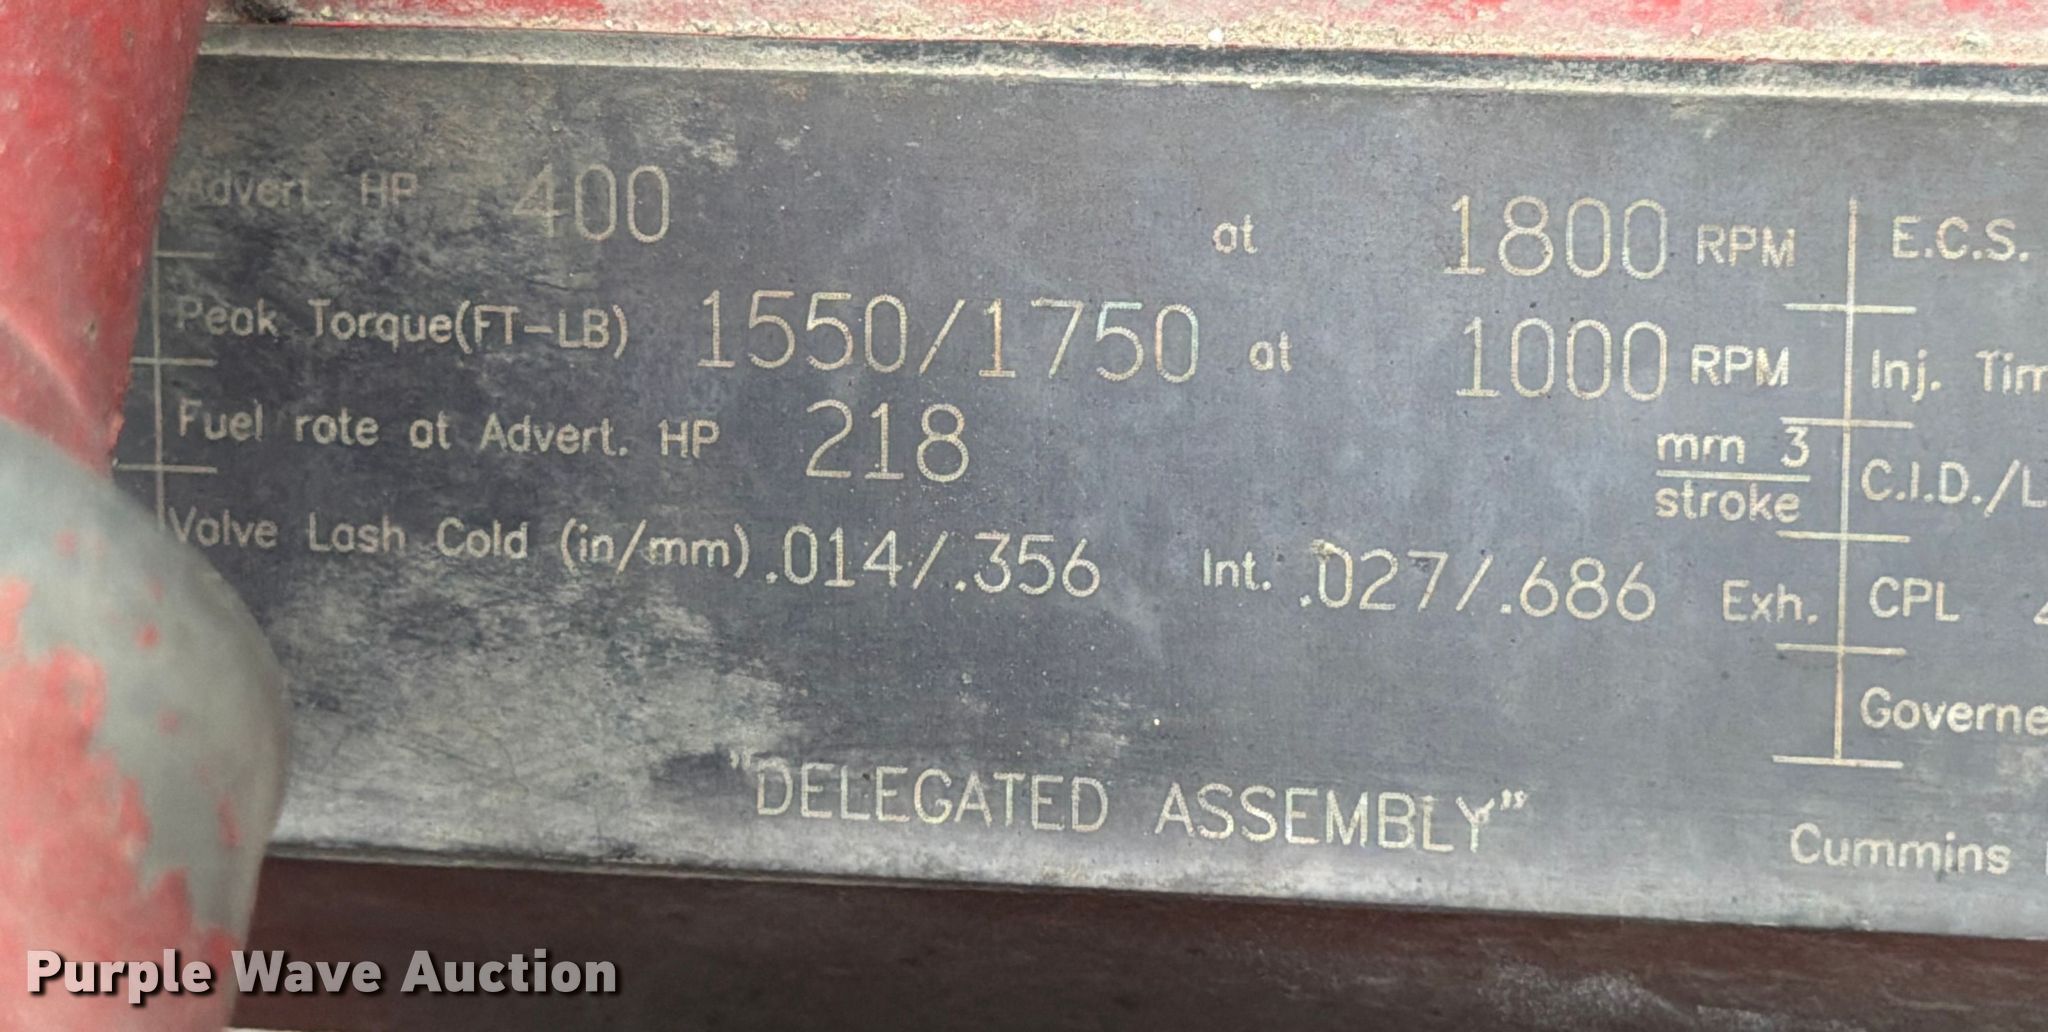 Advert. HP 400 at 1800 RPM
Peak Torque(FT-LB) 1550/1750 at 1000 RPM
Fuel rate at Advert. HP 218 mm 3
stroke
Valve Lash Cold (in/mm) .014/.356 Int. .027/.686 Exh.
"DELEGATED ASSEMBLY"
E.C.S.
Inj. Tim
C.I.D./L
CPL
Governe
Cummins
Purple Wave Auction